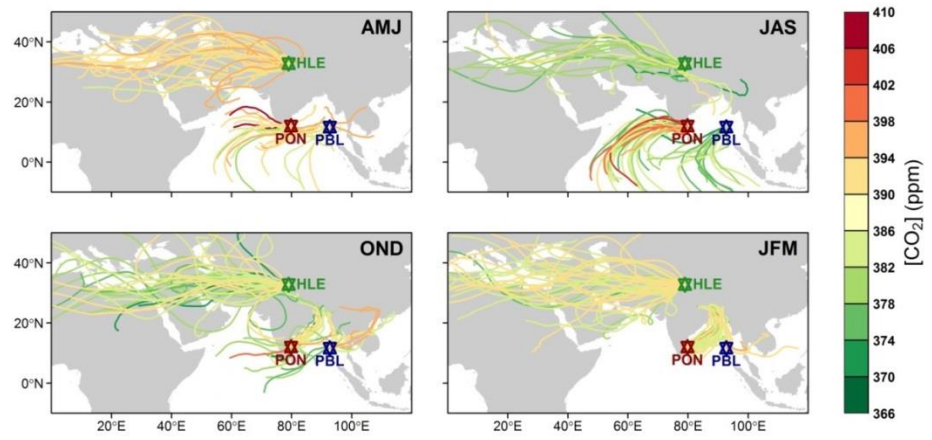 AMJ
JAS
40°N
20°N
0°N
HLE
PON
PBL
HLE
PON
PBL
OND
JFM
40°N
20°N
0°N
HLE
PON
PBL
HLE
PON
PBL
20°E 40°E 60°E 80°E 100°E
20°E 40°E 60°E 80°E 100°E
410
406
402
398
394
390
386
382
378
374
370
366
[CO₂] (ppm)